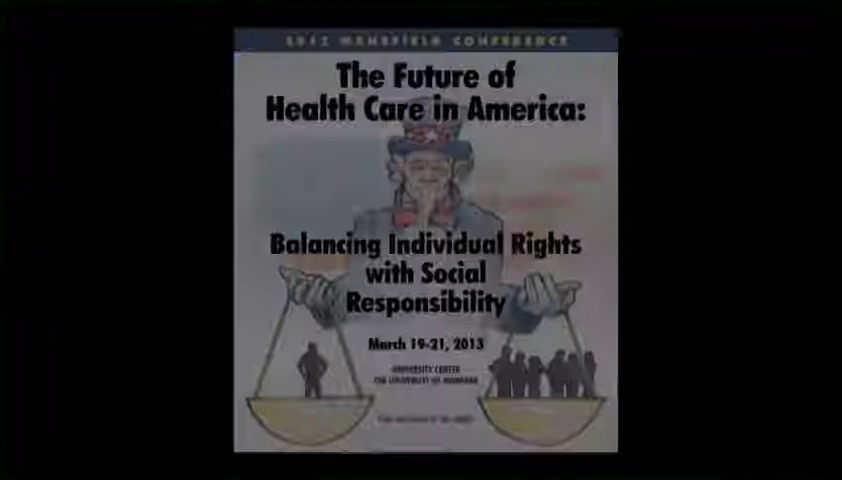 MANSFIELD CONFERENCE
The Future of
Health Care in America:
Balancing Individual Rights
with Social
Responsibility
March 19-21, 2013
UNIVERSITY CENTER
THE UNIVERSITY OF MONTANA